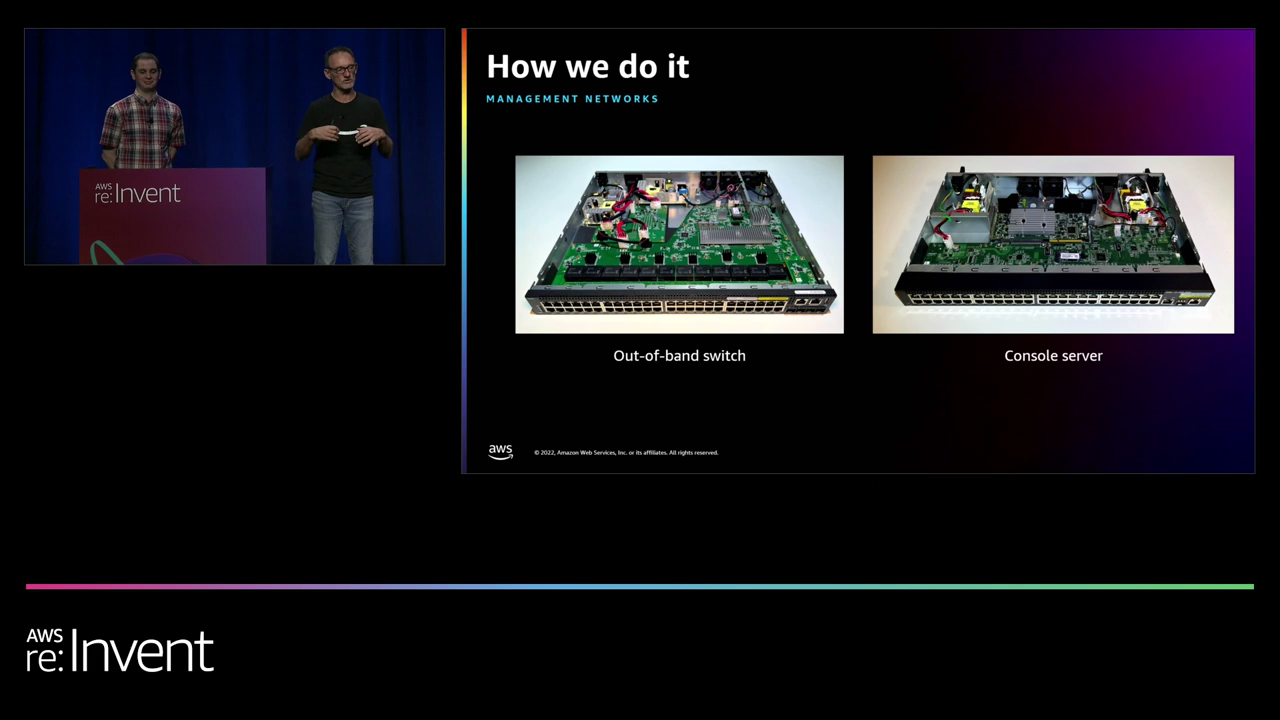 AWS
re:Invent
How we do it
MANAGEMENT NETWORKS
Out-of-band switch
Console server
aws
© 2022, Amazon Web Services, Inc. or its affiliates. All rights reserved.
AWS
re:Invent